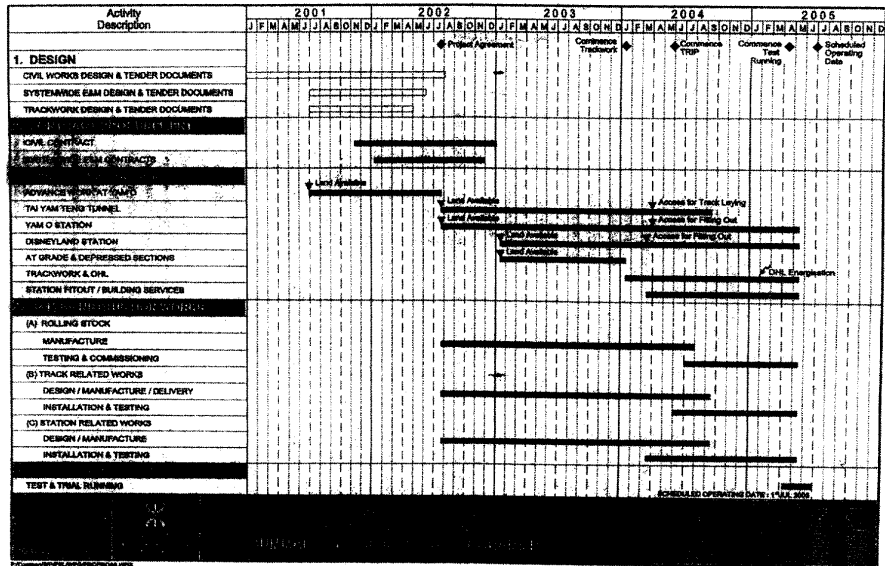 Activity
Description
2001 2002 2003 2004 2005
J F M A M J J A S O N D J F M A M J J A S O N D J F M A M J J A S O N D J F M A M J J A S O N D J F M A M J J A S O N D
Project Agreement
Commence
Trackwork
Commence
TRIP
Commence
Test
Running
Scheduled
Operating
Date
1. DESIGN
CIVIL WORKS DESIGN & TENDER DOCUMENTS
SYSTEMWIDE E&M DESIGN & TENDER DOCUMENTS
TRACKWORK DESIGN & TENDER DOCUMENTS
CIVIL CONTRACT
E&M CONTRACTS
Land Available
ADVANCE
Land Available
Access for Track Laying
TAI YAM TENG TUNNEL
Land Available
Access for Fitting Out
YAM O STATION
Land Available
Access for Fitting Out
DISNEYLAND STATION
Land Available
AT GRADE & DEPRESSED SECTIONS
TRACKWORK & OHL
OHL Energisation
STATION FITOUT / BUILDING SERVICES
(A) ROLLING STOCK
MANUFACTURE
TESTING & COMMISSIONING
(B) TRACK RELATED WORKS
DESIGN / MANUFACTURE / DELIVERY
INSTALLATION & TESTING
(C) STATION RELATED WORKS
DESIGN / MANUFACTURE
INSTALLATION & TESTING
TEST & TRIAL RUNNING
SCHEDULED OPERATING DATE : 1st JUL 2005